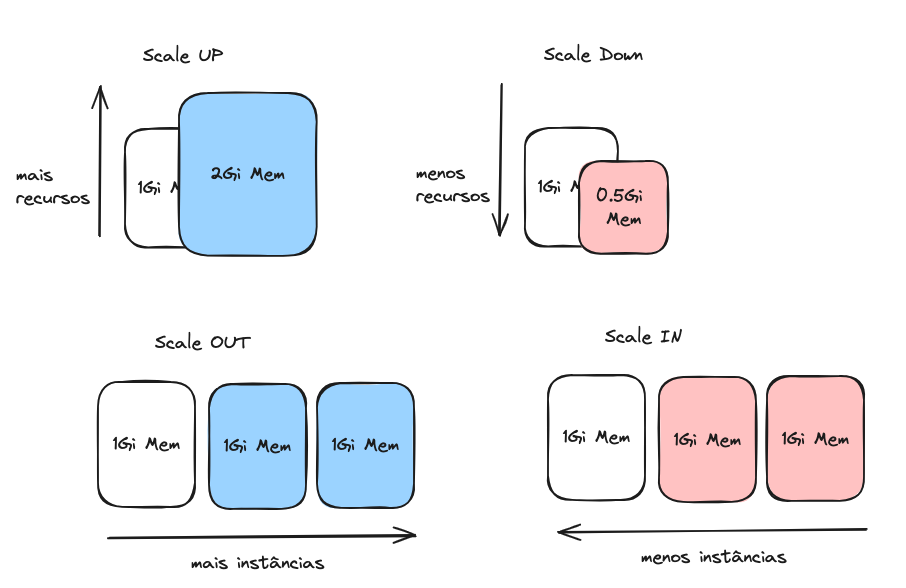 Scale UP
mais
recursos
1Gi M
2Gi Mem
Scale Down
menos
recursos
1Gi M
0.5Gi
Mem
Scale OUT
1Gi Mem
1Gi Mem
1Gi Mem
mais instâncias
Scale IN
1Gi Mem
1Gi Mem
1Gi Mem
menos instâncias